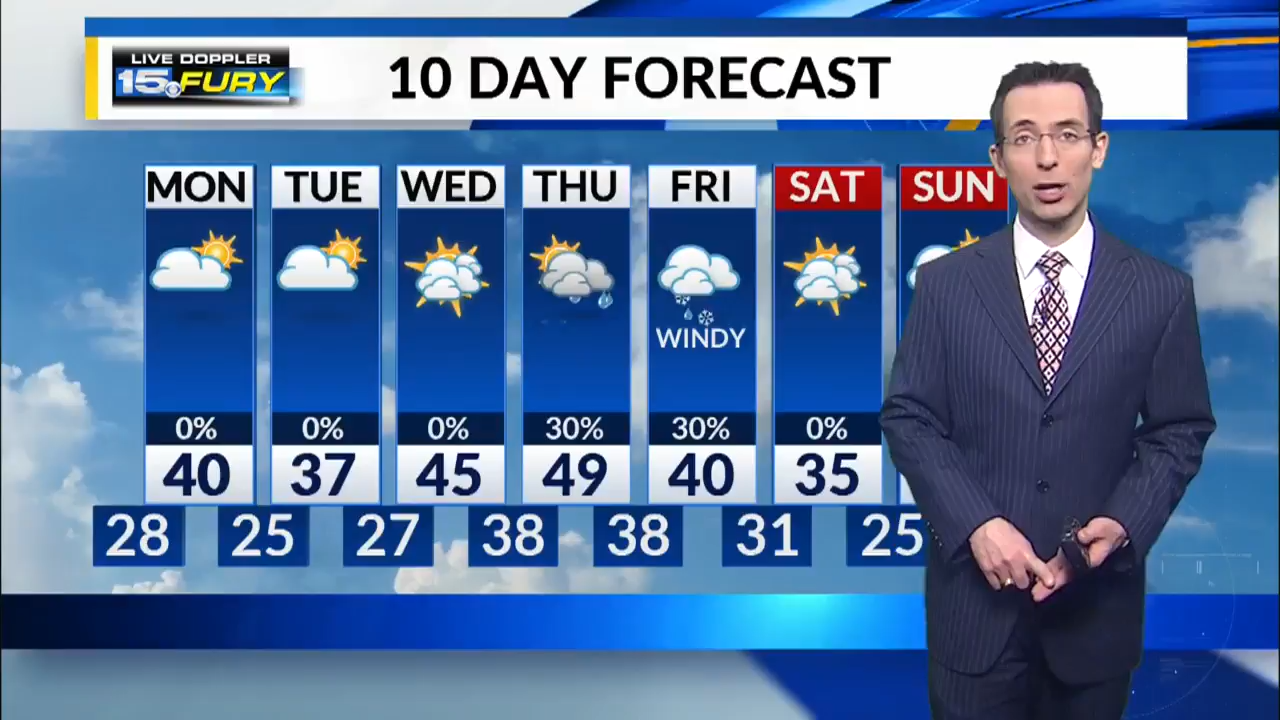 LIVE DOPPLER
15 FURY
10 DAY FORECAST
MON TUE WED THU FRI SAT SUN
WINDY
0% 0% 0% 30% 30% 0%
40 37 45 49 40 35
28 25 27 38 38 31 25